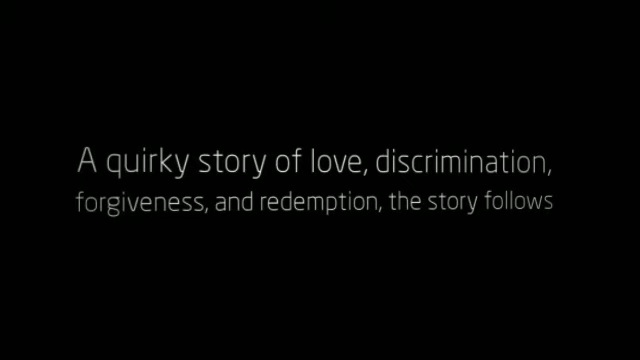 A quirky story of love, discrimination,
forgiveness, and redemption, the story follows